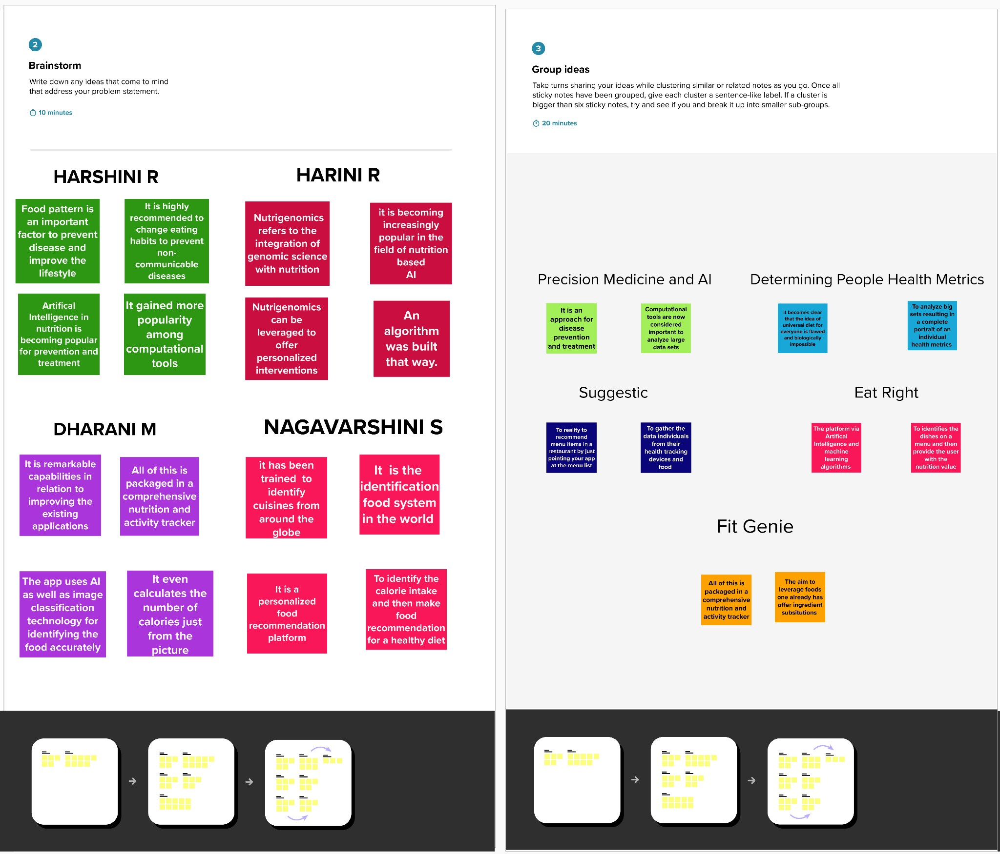 2
Brainstorm
Write down any ideas that come to mind
that address your problem statement.
10 minutes
HARSHINI R
Food pattern is
an important
factor to prevent
disease and
improve the
lifestyle
It is highly
recommended to
change eating
habits to prevent
non-
communicable
diseases
Artifical
Intelligence in
nutrition is
becoming popular
for prevention and
treatment
It gained more
popularity
among
computational
tools
HARINI R
Nutrigenomics
refers to the
integration of
genomic science
with nutrition
it is becoming
increasingly
popular in the
field of nutrition
based
AI
Nutrigenomics
can be
leveraged to
offer
personalized
interventions
An
algorithm
was built
that way.
DHARANI M
It is remarkable
capabilities in
relation to
improving the
existing
applications
All of this is
packaged in a
comprehensive
nutrition and
activity tracker
The app uses AI
as well as image
classification
technology for
identifying the
food accurately
It even
calculates the
number of
calories just
from the
picture
NAGAVARSHINI S
it has been
trained to
identify
cuisines from
around the
globe
It is the
identification
food system
in the world
It is a
personalized
food
recommendation
platform
To identify the
calorie intake
and then make
food
recommendation
for a healthy diet
3
Group ideas
Take turns sharing your ideas while clustering similar or related notes as you go. Once all
sticky notes have been grouped, give each cluster a sentence-like label. If a cluster is
bigger than six sticky notes, try and see if you and break it up into smaller sub-groups.
20 minutes
Precision Medicine and AI
It is an
approach for
disease
prevention
and treatment
Computational
tools are now
considered
important to
analyze large
data sets
Determining People Health Metrics
It becomes clear
that the idea of
universal diet for
everyone is flawed
and biologically
impossible
To analyze big
sets resulting in
a complete
portrait of an
individual
health metrics
Suggestic
To reality to
recommend
menu items in a
restaurant by just
pointing your app
at the menu list
To gather the
data individuals
from their
health tracking
devices and
food
Eat Right
The platform via
Artifical
Intelligence and
machine
learning
algorithms
To identifies the
dishes on a
menu and then
provide the user
with the
nutrition value
Fit Genie
All of this is
packaged in a
comprehensive
nutrition and
activity tracker
The aim to
leverage foods
one already has
offer ingredient
subsitutions